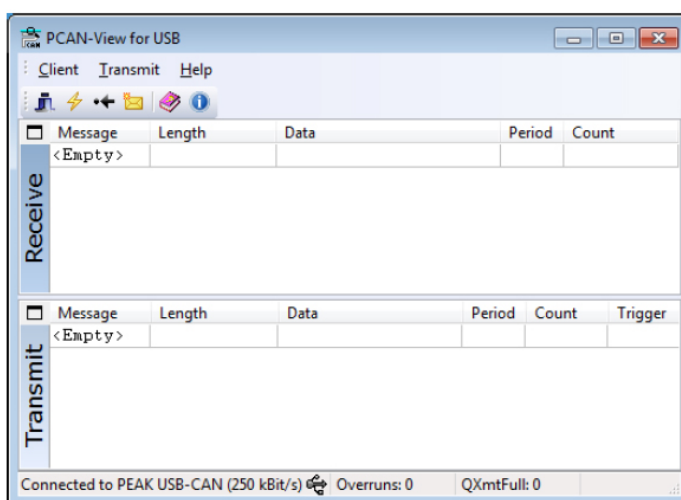 PCAN-View for USB
Client Transmit Help
Message Length Data Period Count
<Empty>
Receive
Message Length Data Period Count Trigger
<Empty>
Transmit
Connected to PEAK USB-CAN (250 kBit/s) Overruns: 0 QXmtFull: 0